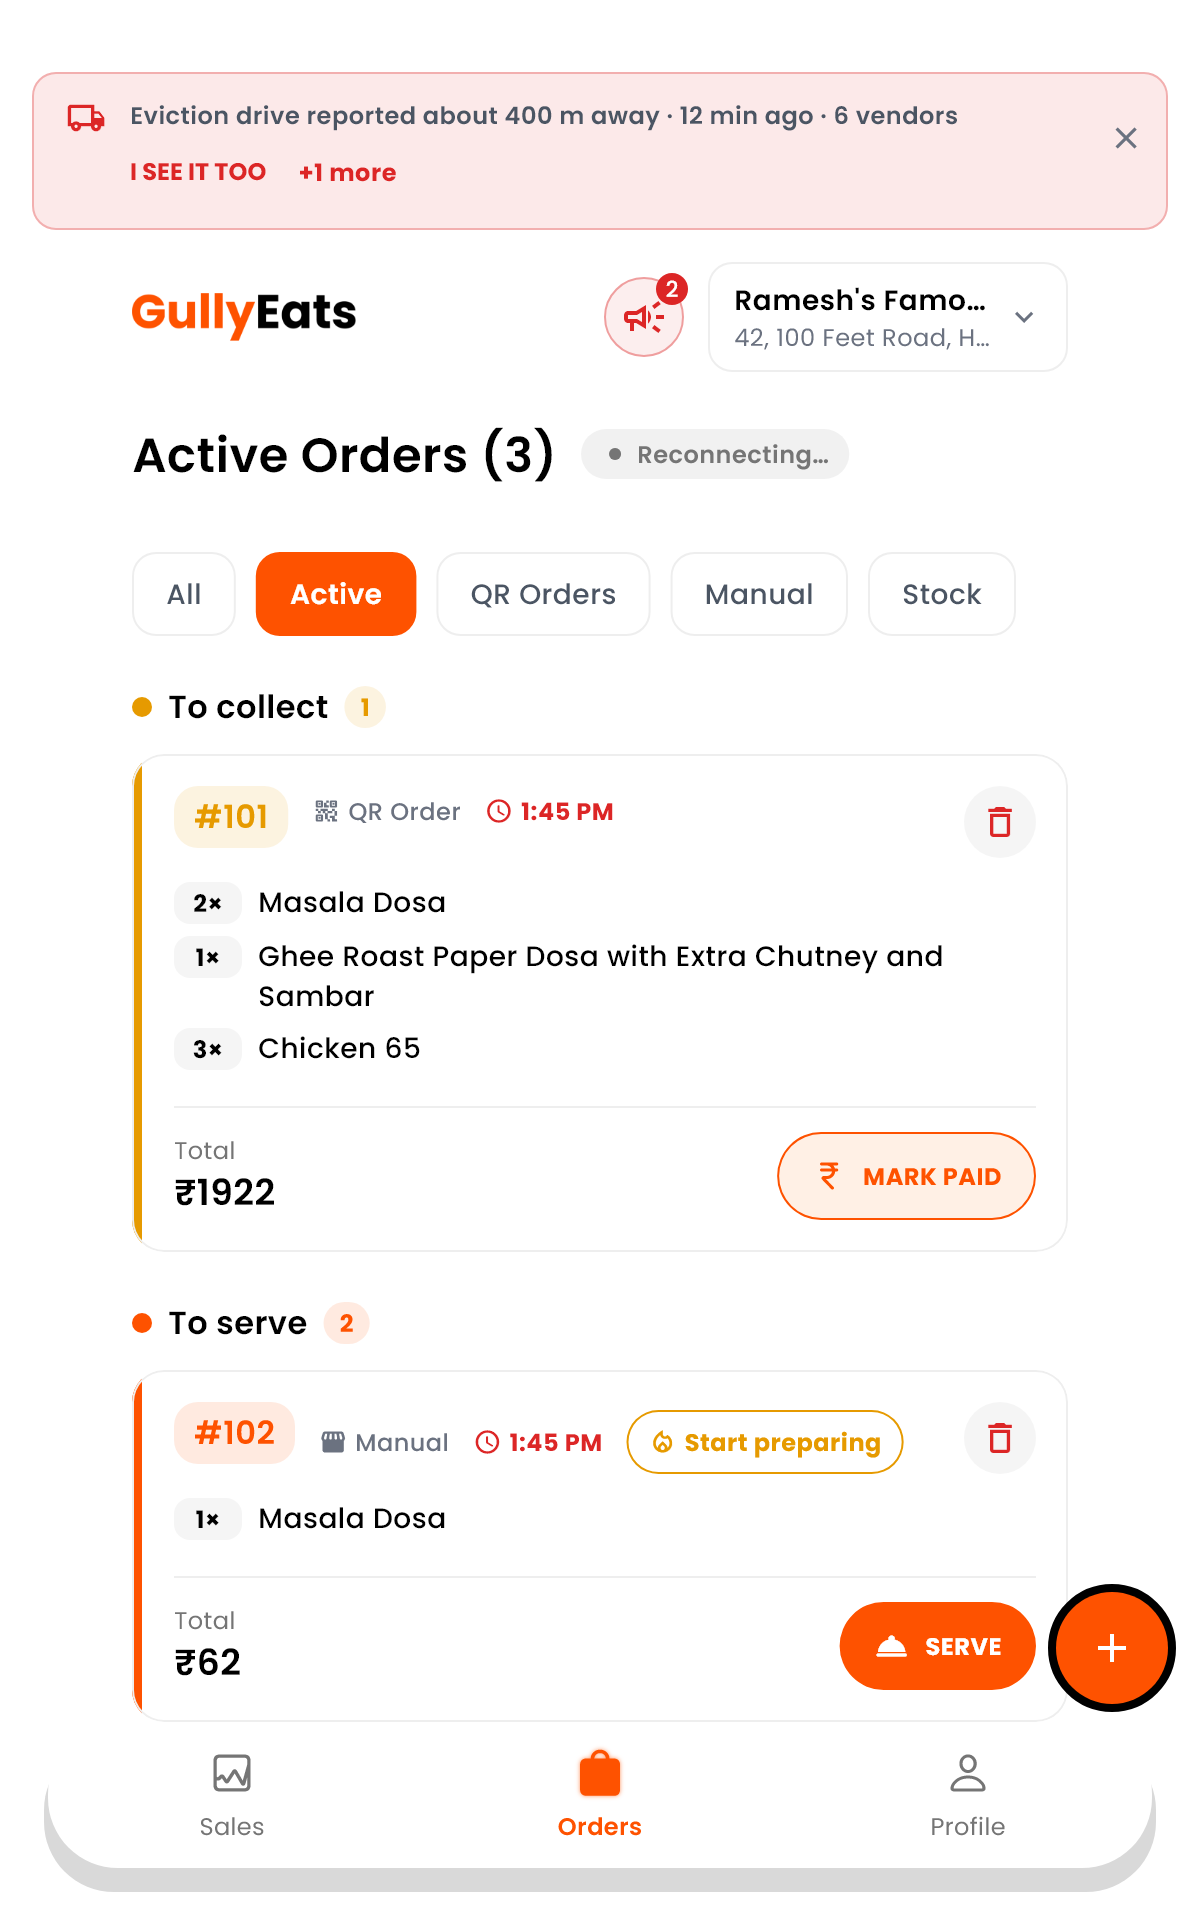 Eviction drive reported about 400 m away · 12 min ago · 6 vendors
I SEE IT TOO +1 more
GullyEats
2
Ramesh's Famo...
42, 100 Feet Road, H...
Active Orders (3)
Reconnecting...
All Active QR Orders Manual Stock
To collect 1
#101 QR Order 1:45 PM
2× Masala Dosa
1× Ghee Roast Paper Dosa with Extra Chutney and
Sambar
3× Chicken 65
Total
₹1922
₹ MARK PAID
To serve 2
#102 Manual 1:45 PM Start preparing
1× Masala Dosa
Total
₹62
SERVE
+
Sales Orders Profile